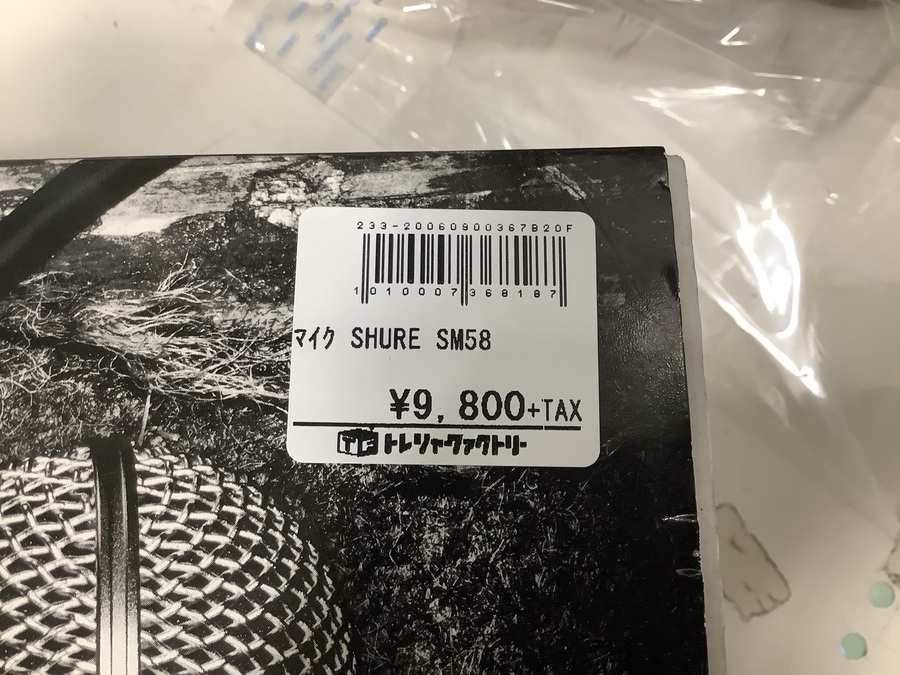 233-20060900367820F
1010007368187
マイク SHURE SM58
¥9,800+TAX
TF トレジャーファクトリー